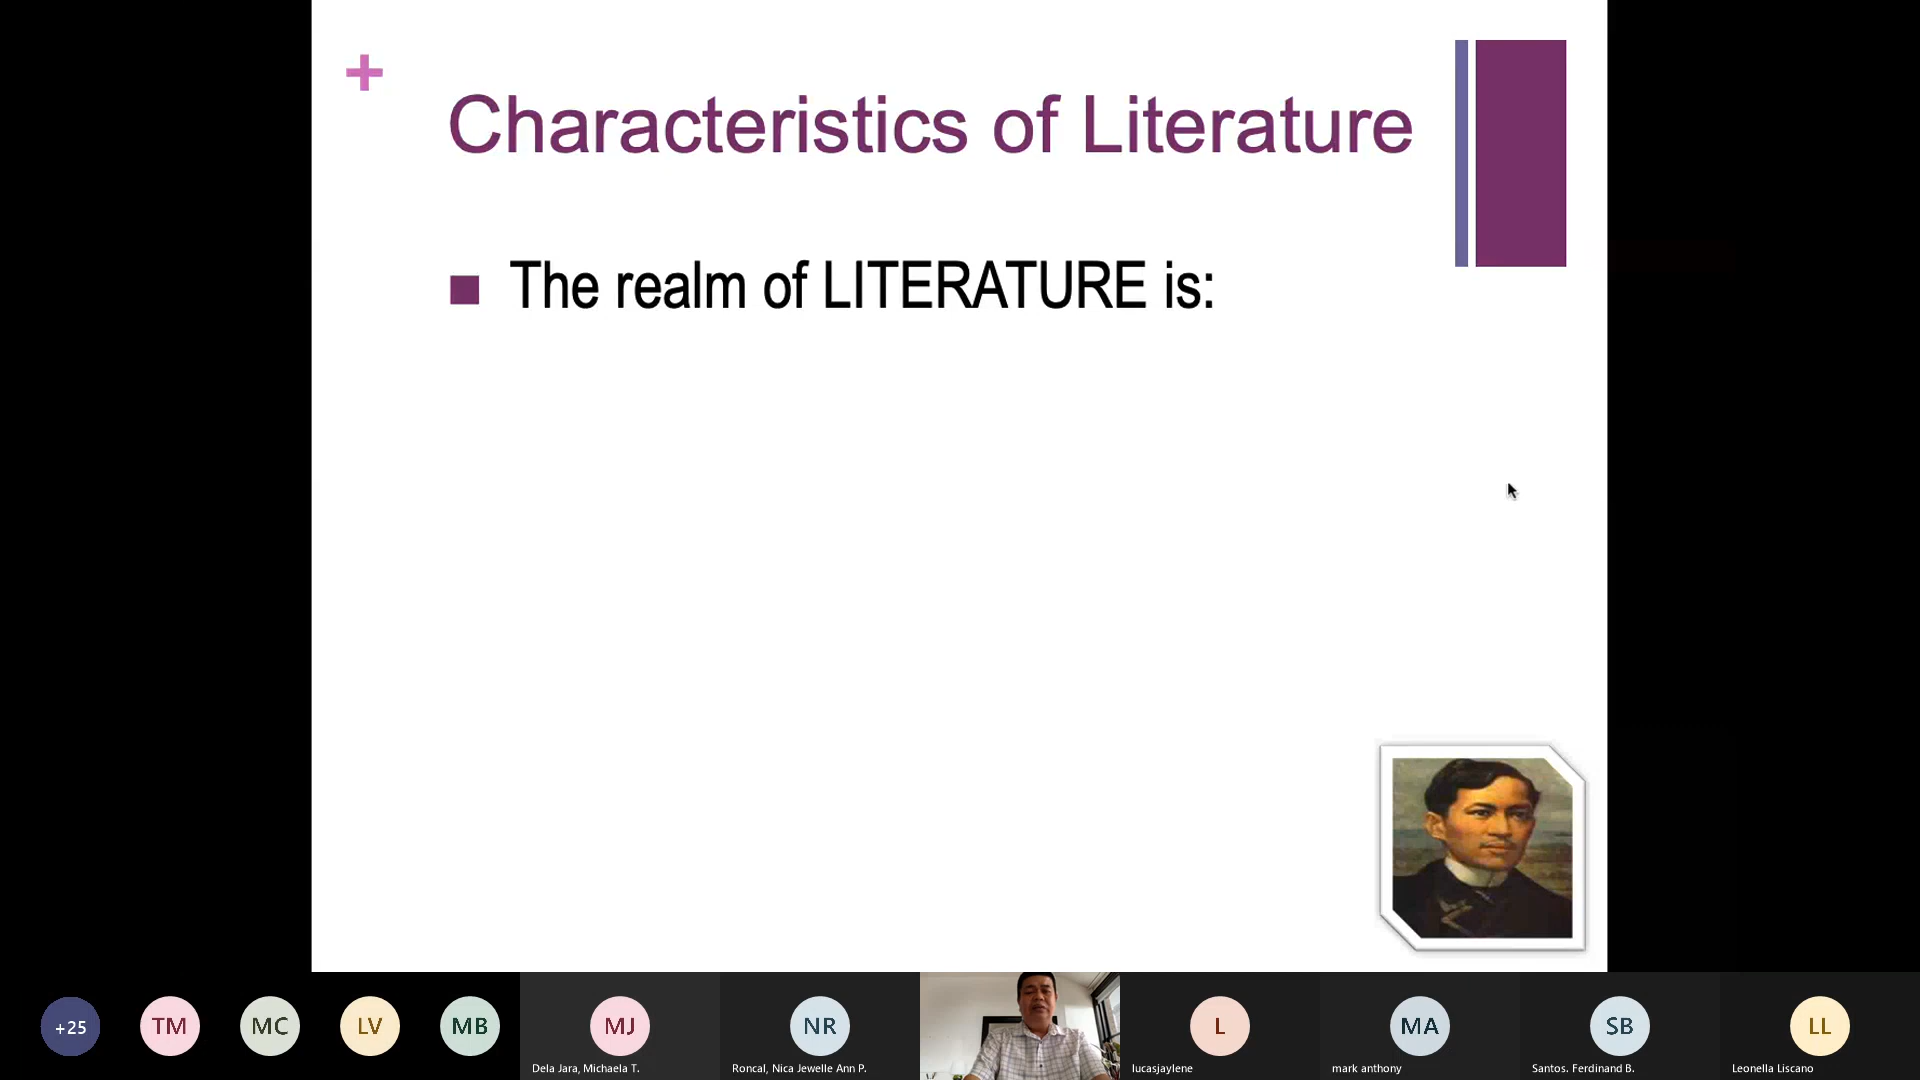 +
Characteristics of Literature
The realm of LITERATURE is:
+25
TM
MC
LV
MB
MJ
NR
L
MA
SB
LL
Dela Jara, Michaela T.
Roncal, Nica Jewelle Ann P.
lucasjaylene
mark anthony
Santos. Ferdinand B.
Leonella Liscano